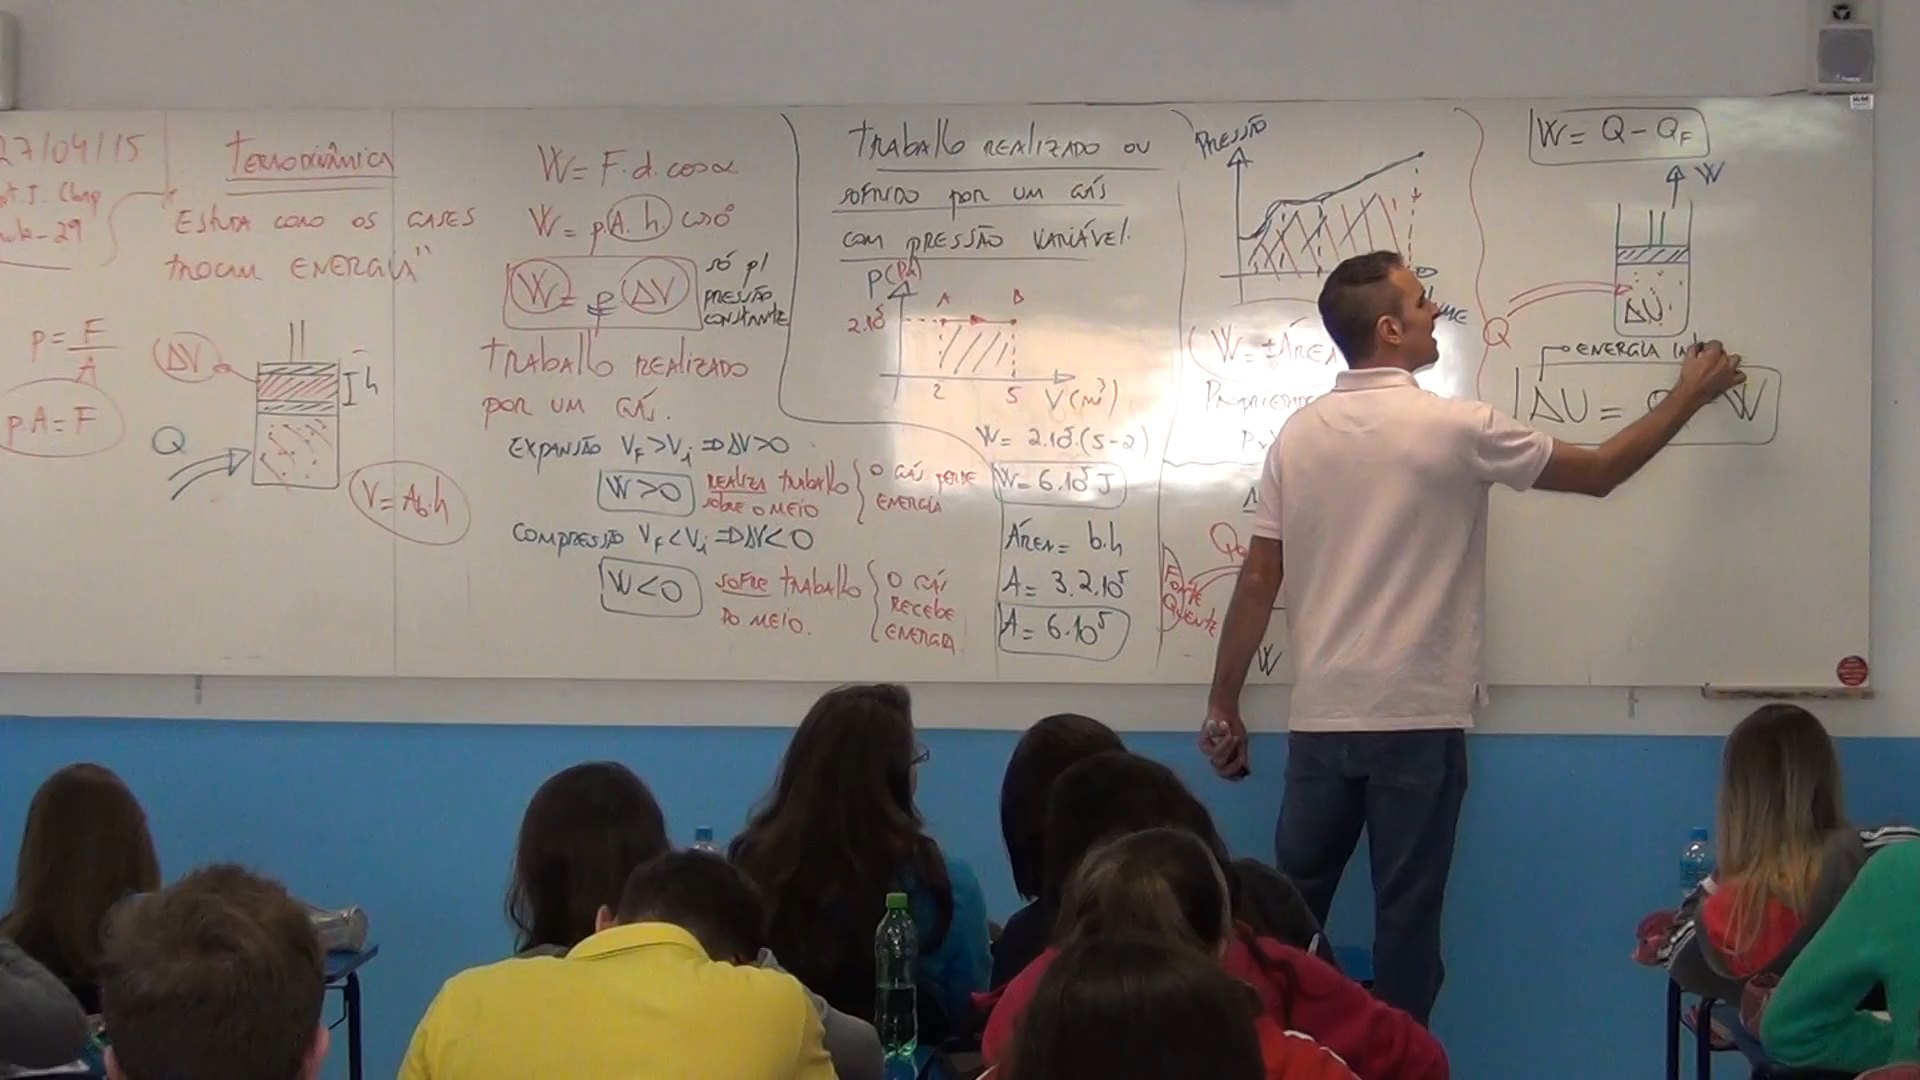 27/04/15
TERMODINÂMICA
"ESTUDA COMO OS GASES
TROCAM ENERGIA"
p = F
A
pA = F
ΔV
h
Q
V = Ab.h
W = F.d.cosα
W = p.A.h. cos0°
W = p ΔV
só p/
PRESSÃO
CONSTANTE
TRABALHO REALIZADO
POR UM GÁS.
EXPANSÃO VF > Vi ⇒ ΔV > 0
W > 0
REALIZA TRABALHO
sobre o MEIO
O GÁS PERDE
ENERGIA
COMPRESSÃO VF < Vi ⇒ ΔV < 0
W < 0
SOFRE TRABALHO
DO MEIO.
O GÁS
RECEBE
ENERGIA
TRABALHO REALIZADO OU
SOFRIDO POR UM GÁS
COM PRESSÃO VARIÁVEL.
P(Pa)
A B
2.10⁵
2 5 V(m³)
W = 2.10⁵.(5-2)
W = 6.10⁵ J
ÁREA = b.h
A = 3.2.10⁵
A = 6.10⁵
PRESSÃO
W = ± ÁREA
FONTE
QUENTE
W
W = Q - QF
W
ΔU
Q
ENERGIA
ΔU = W